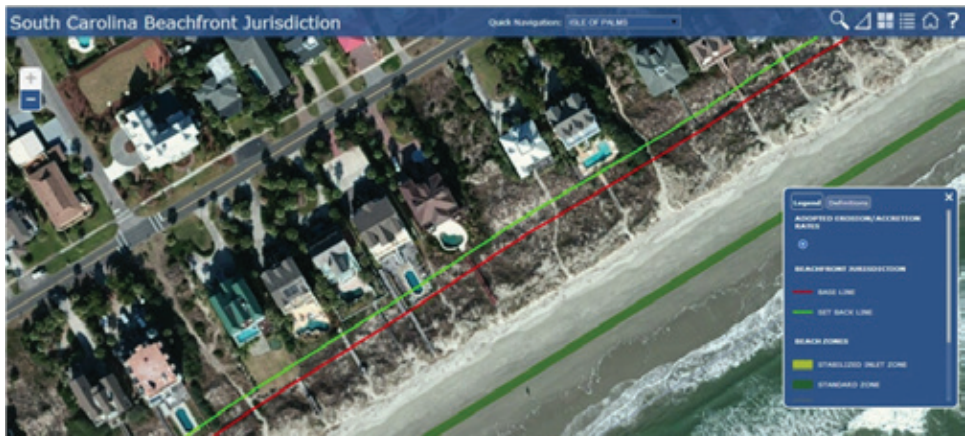 South Carolina Beachfront Jurisdiction
Quick Navigation: ISLE OF PALMS
?
+
−
Legend Definitions
ADOPTED EROSION/ACCRETION
RATES
BEACHFRONT JURISDICTION
BASE LINE
SET BACK LINE
BEACH ZONES
STABILIZED INLET ZONE
STANDARD ZONE